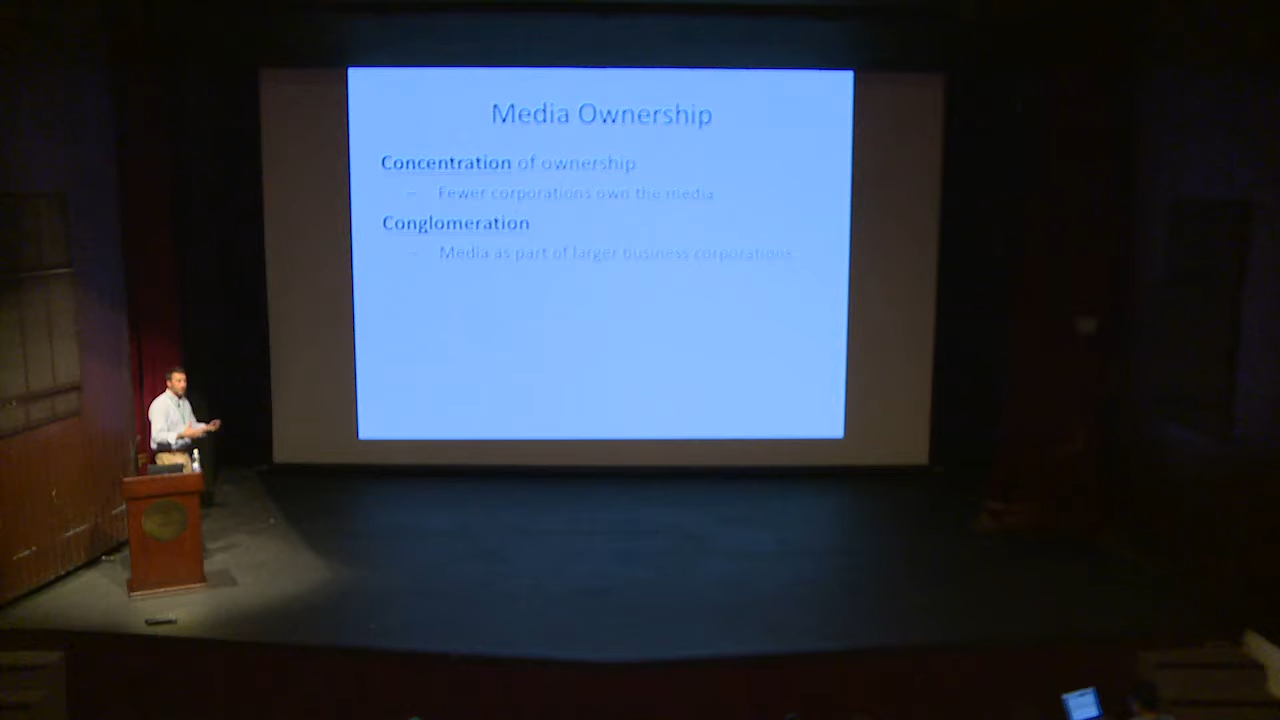 Media Ownership
Concentration of ownership
– Fewer corporations own the media
Conglomeration
– Media as part of larger business corporations